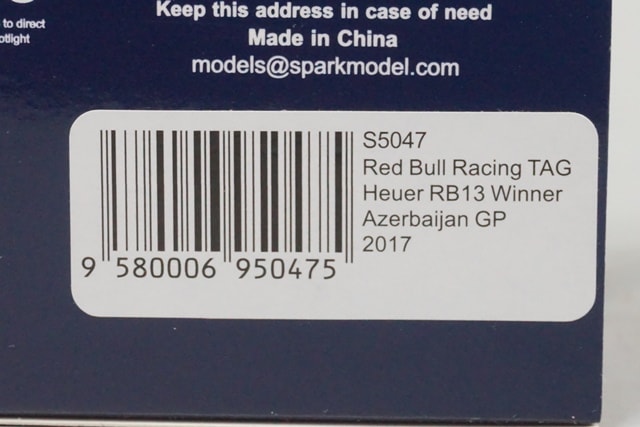 Keep this address in case of need
to direct
Made in China
models@sparkmodel.com
S5047
Red Bull Racing TAG
Heuer RB13 Winner
Azerbaijan GP
2017
9 580006 950475